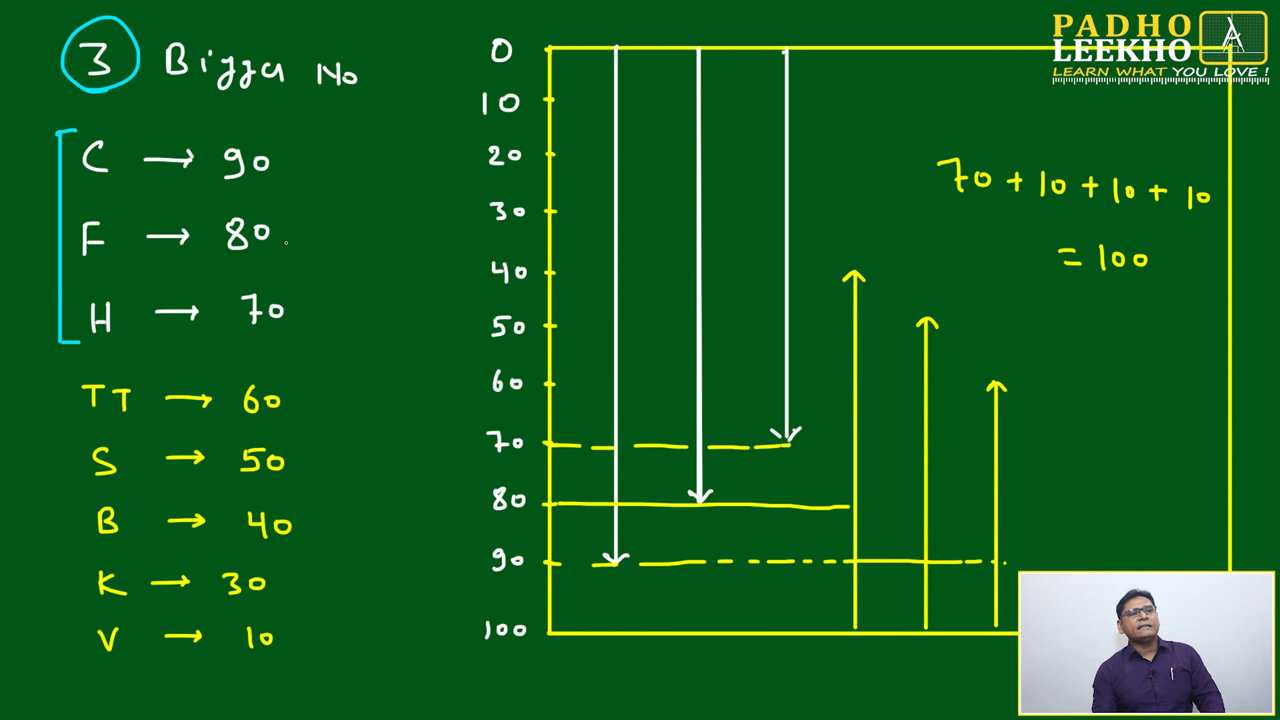 3 Bigger No
C → 90
F → 80
H → 70
TT → 60
S → 50
B → 40
K → 30
V → 10
0
10
20
30
40
50
60
70
80
90
100
70 + 10 + 10 + 10
= 100
PADHO
LEEKHO
LEARN WHAT YOU LOVE !